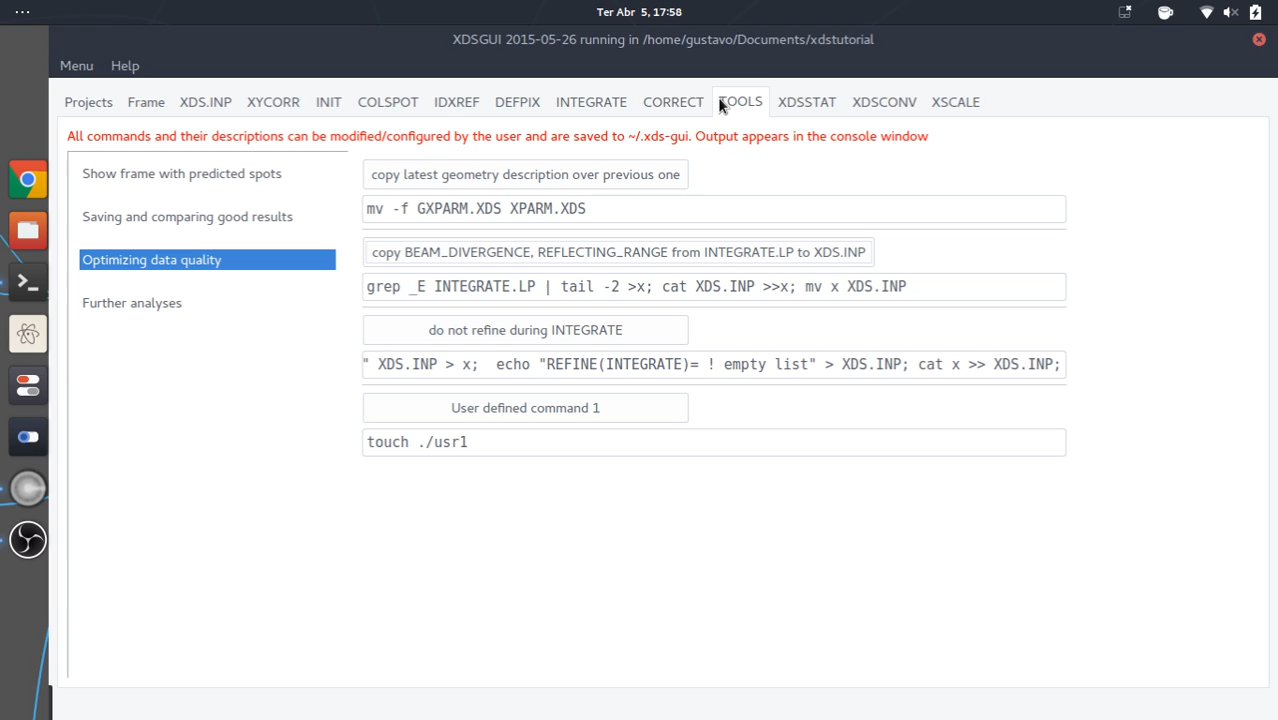 Ter Abr 5, 17:58
XDSGUI 2015-05-26 running in /home/gustavo/Documents/xdstutorial
Menu Help
Projects Frame XDS.INP XYCORR INIT COLSPOT IDXREF DEFPIX INTEGRATE CORRECT TOOLS XDSSTAT XDSCONV XSCALE
All commands and their descriptions can be modified/configured by the user and are saved to ~/.xds-gui. Output appears in the console window
Show frame with predicted spots
Saving and comparing good results
Optimizing data quality
Further analyses
copy latest geometry description over previous one
mv -f GXPARM.XDS XPARM.XDS
copy BEAM_DIVERGENCE, REFLECTING_RANGE from INTEGRATE.LP to XDS.INP
grep _E INTEGRATE.LP | tail -2 >x; cat XDS.INP >>x; mv x XDS.INP
do not refine during INTEGRATE
" XDS.INP > x;  echo "REFINE(INTEGRATE)= ! empty list" > XDS.INP; cat x >> XDS.INP;
User defined command 1
touch ./usr1